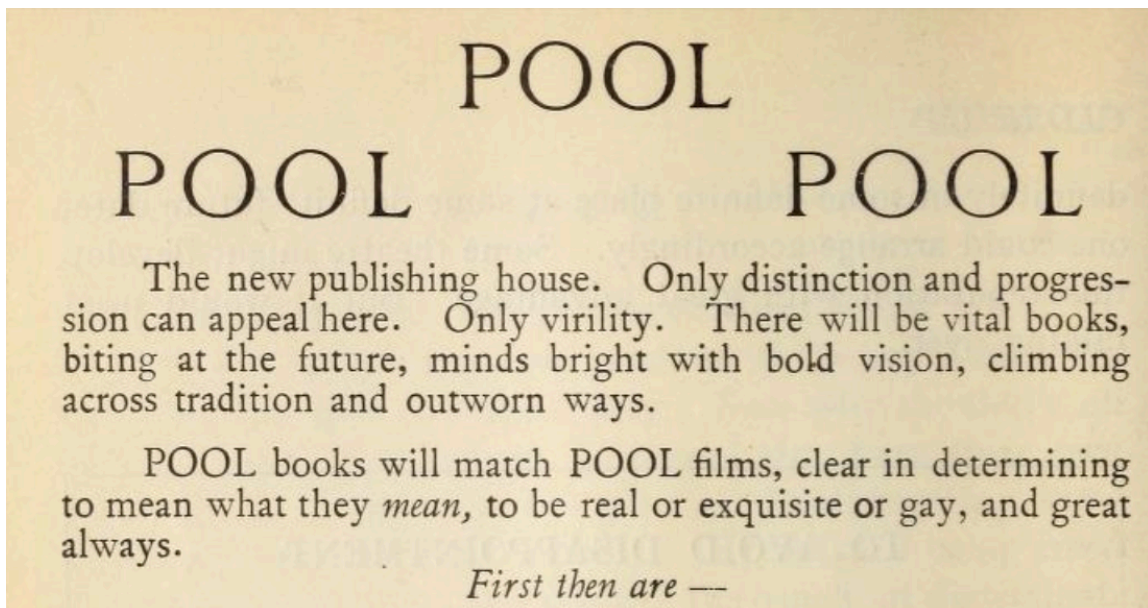 POOL
POOL POOL
The new publishing house. Only distinction and progres-
sion can appeal here. Only virility. There will be vital books,
biting at the future, minds bright with bold vision, climbing
across tradition and outworn ways.
POOL books will match POOL films, clear in determining
to mean what they mean, to be real or exquisite or gay, and great
always.
First then are —